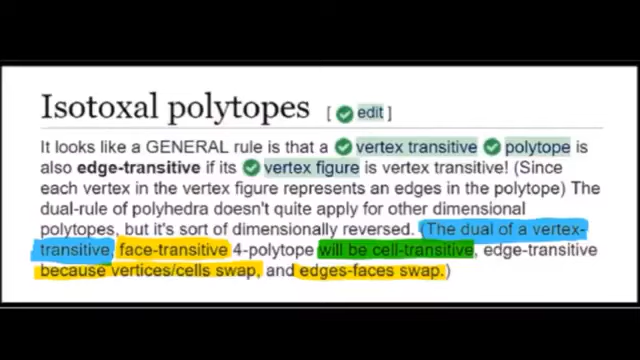 Isotoxal polytopes [ edit ]
It looks like a GENERAL rule is that a vertex transitive polytope is
also edge-transitive if its vertex figure is vertex transitive! (Since
each vertex in the vertex figure represents an edges in the polytope) The
dual-rule of polyhedra doesn't quite apply for other dimensional
polytopes, but it's sort of dimensionally reversed. (The dual of a vertex-
transitive, face-transitive 4-polytope will be cell-transitive, edge-transitive
because vertices/cells swap, and edges-faces swap.)